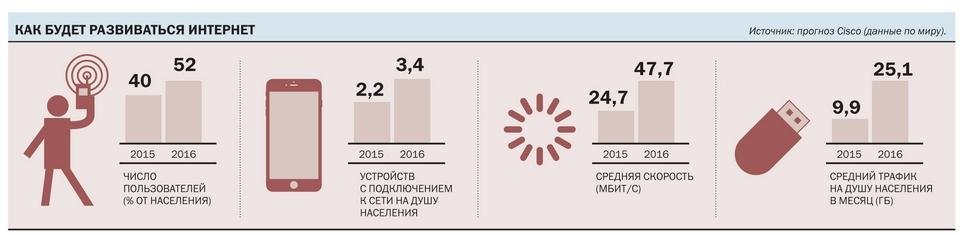 КАК БУДЕТ РАЗВИВАТЬСЯ ИНТЕРНЕТ
Источник: прогноз Cisco (данные по миру).
40
52
2015
2016
ЧИСЛО
ПОЛЬЗОВАТЕЛЕЙ
(% ОТ НАСЕЛЕНИЯ)
2,2
3,4
2015
2016
УСТРОЙСТВ
С ПОДКЛЮЧЕНИЕМ
К СЕТИ НА ДУШУ
НАСЕЛЕНИЯ
24,7
47,7
2015
2016
СРЕДНЯЯ СКОРОСТЬ
(МБИТ/С)
9,9
25,1
2015
2016
СРЕДНИЙ ТРАФИК
НА ДУШУ НАСЕЛЕНИЯ
В МЕСЯЦ (ГБ)